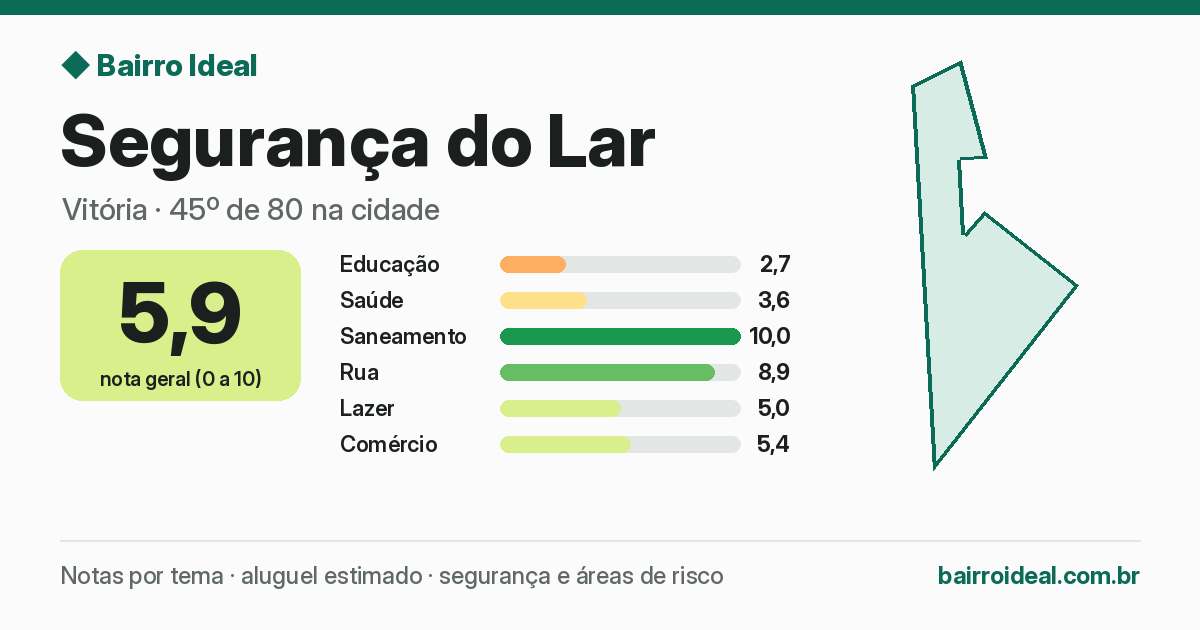 Bairro Ideal
Segurança do Lar
Vitória · 45º de 80 na cidade
5,9
nota geral (0 a 10)
Educação 2,7
Saúde 3,6
Saneamento 10,0
Rua 8,9
Lazer 5,0
Comércio 5,4
Notas por tema · aluguel estimado · segurança e áreas de risco
bairroideal.com.br